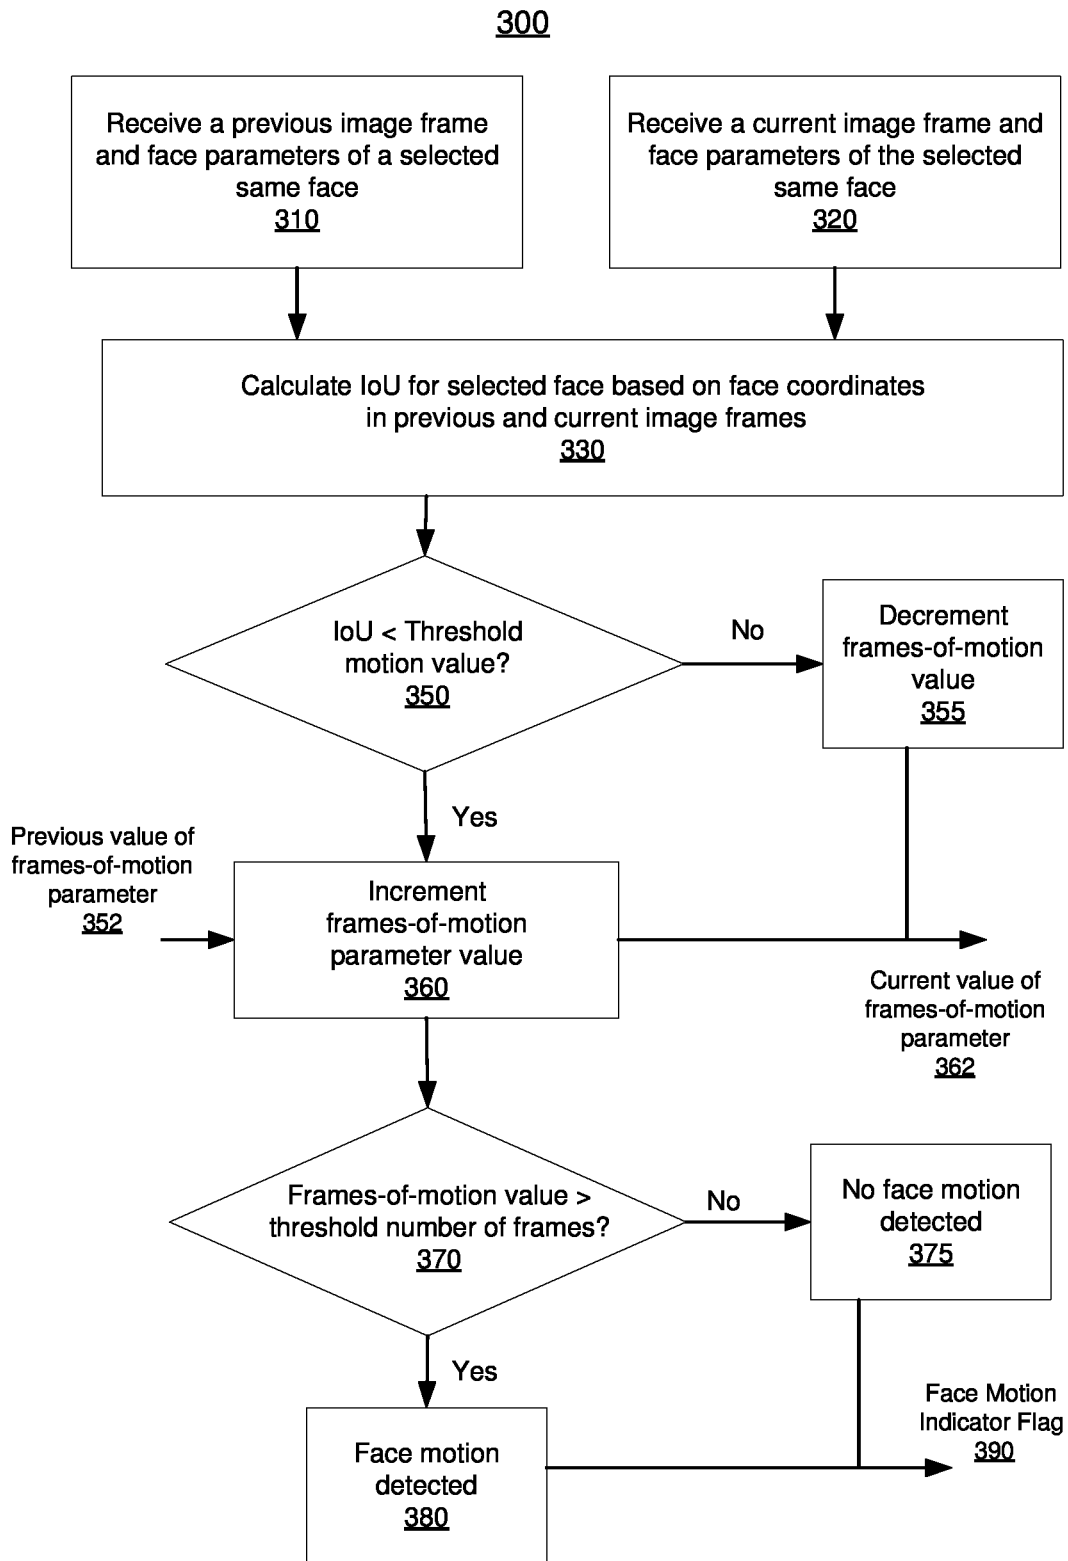 300
Receive a previous image frame
and face parameters of a selected
same face
310
Receive a current image frame and
face parameters of the selected
same face
320
Calculate IoU for selected face based on face coordinates
in previous and current image frames
330
IoU < Threshold
motion value?
350
No
Decrement
frames-of-motion
value
355
Yes
Previous value of
frames-of-motion
parameter
352
Increment
frames-of-motion
parameter value
360
Current value of
frames-of-motion
parameter
362
Frames-of-motion value >
threshold number of frames?
370
No
No face motion
detected
375
Yes
Face motion
detected
380
Face Motion
Indicator Flag
390